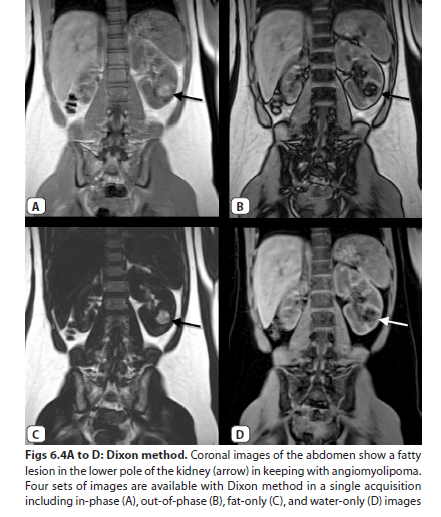 A
B
C
D
Figs 6.4A to D: Dixon method. Coronal images of the abdomen show a fatty
lesion in the lower pole of the kidney (arrow) in keeping with angiomyolipoma.
Four sets of images are available with Dixon method in a single acquisition
including in-phase (A), out-of-phase (B), fat-only (C), and water-only (D) images